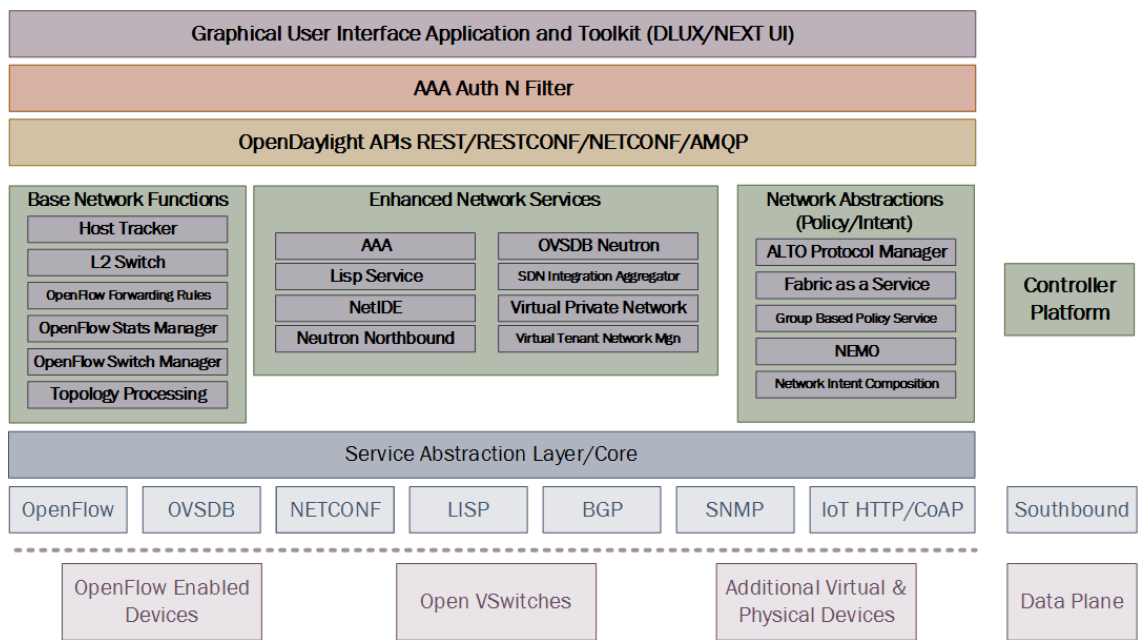 Graphical User Interface Application and Toolkit (DLUX/NEXT UI)
AAA Auth N Filter
OpenDaylight APIs REST/RESTCONF/NETCONF/AMQP
Base Network Functions
Host Tracker
L2 Switch
OpenFlow Forwarding Rules
OpenFlow Stats Manager
OpenFlow Switch Manager
Topology Processing
Enhanced Network Services
AAA
Lisp Service
NetIDE
Neutron Northbound
OVSDB Neutron
SDN Integration Aggregator
Virtual Private Network
Virtual Tenant Network Mgn
Network Abstractions
(Policy/Intent)
ALTO Protocol Manager
Fabric as a Service
Group Based Policy Service
NEMO
Network Intent Composition
Controller
Platform
Service Abstraction Layer/Core
OpenFlow
OVSDB
NETCONF
LISP
BGP
SNMP
IoT HTTP/CoAP
Southbound
OpenFlow Enabled
Devices
Open VSwitches
Additional Virtual &
Physical Devices
Data Plane